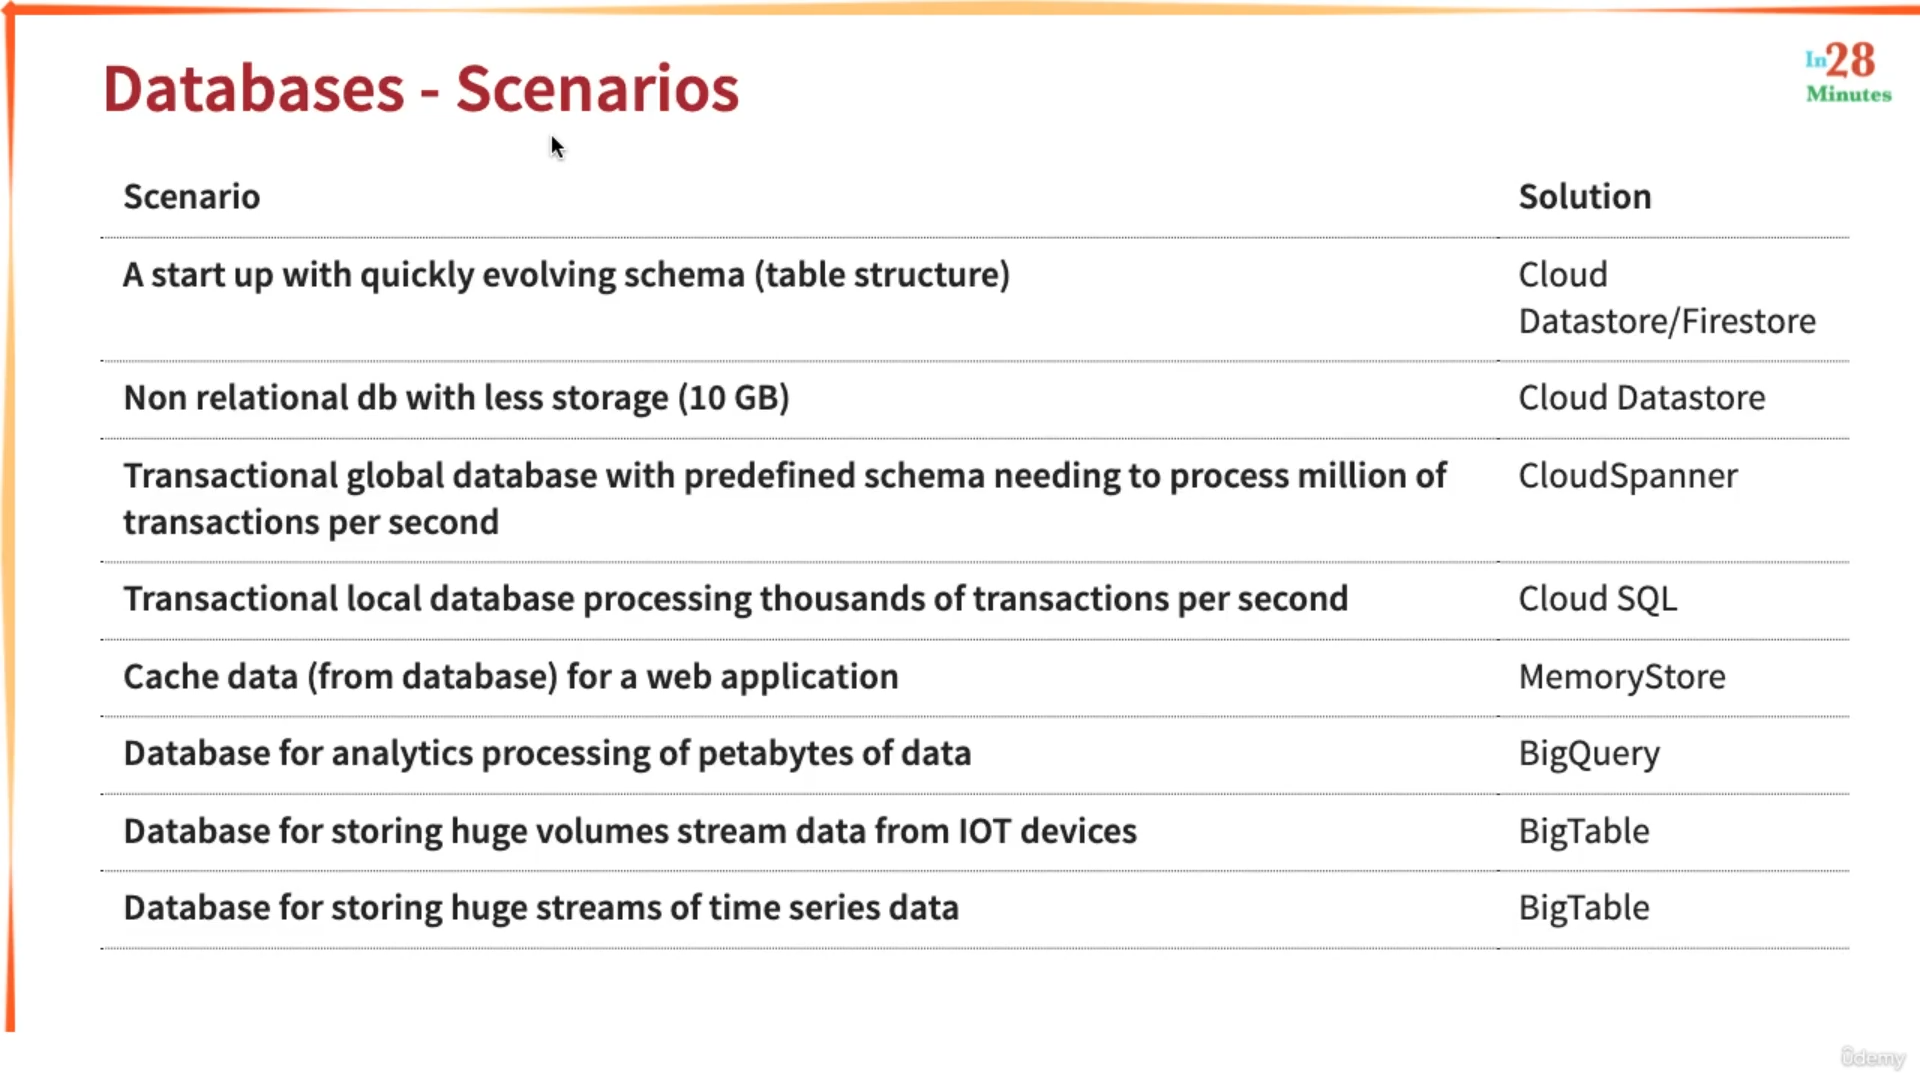 Databases - Scenarios
In28
Minutes
Scenario Solution
A start up with quickly evolving schema (table structure) Cloud
Datastore/Firestore
Non relational db with less storage (10 GB) Cloud Datastore
Transactional global database with predefined schema needing to process million of CloudSpanner
transactions per second
Transactional local database processing thousands of transactions per second Cloud SQL
Cache data (from database) for a web application MemoryStore
Database for analytics processing of petabytes of data BigQuery
Database for storing huge volumes stream data from IOT devices BigTable
Database for storing huge streams of time series data BigTable
ûdemy